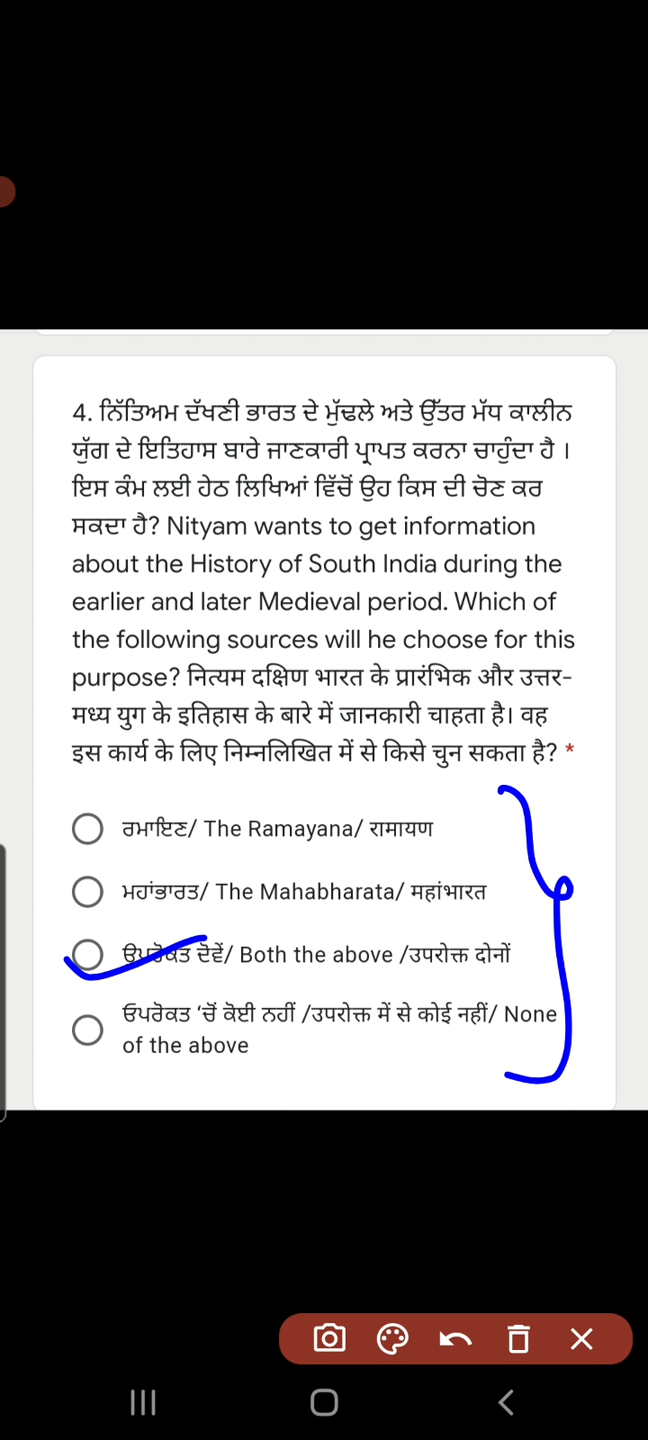 4. ਨਿੱਤਿਅਮ ਦੱਖਣੀ ਭਾਰਤ ਦੇ ਮੁੱਢਲੇ ਅਤੇ ਉੱਤਰ ਮੱਧ ਕਾਲੀਨ
ਯੁੱਗ ਦੇ ਇਤਿਹਾਸ ਬਾਰੇ ਜਾਣਕਾਰੀ ਪ੍ਰਾਪਤ ਕਰਨਾ ਚਾਹੁੰਦਾ ਹੈ ।
ਇਸ ਕੰਮ ਲਈ ਹੇਠ ਲਿਖਿਆਂ ਵਿੱਚੋਂ ਉਹ ਕਿਸ ਦੀ ਚੋਣ ਕਰ
ਸਕਦਾ ਹੈ? Nityam wants to get information
about the History of South India during the
earlier and later Medieval period. Which of
the following sources will he choose for this
purpose? नित्यम दक्षिण भारत के प्रारंभिक और उत्तर-
मध्य युग के इतिहास के बारे में जानकारी चाहता है। वह
इस कार्य के लिए निम्नलिखित में से किसे चुन सकता है? *
ਰਮਾਇਣ/ The Ramayana/ रामायण
ਮਹਾਂਭਾਰਤ/ The Mahabharata/ महांभारत
ਉਪਰੋਕਤ ਦੋਵੇਂ/ Both the above /उपरोक्त दोनों
ਓਪਰੋਕਤ ‘ਚੋਂ ਕੋਈ ਨਹੀਂ /उपरोक्त में से कोई नहीं/ None
of the above